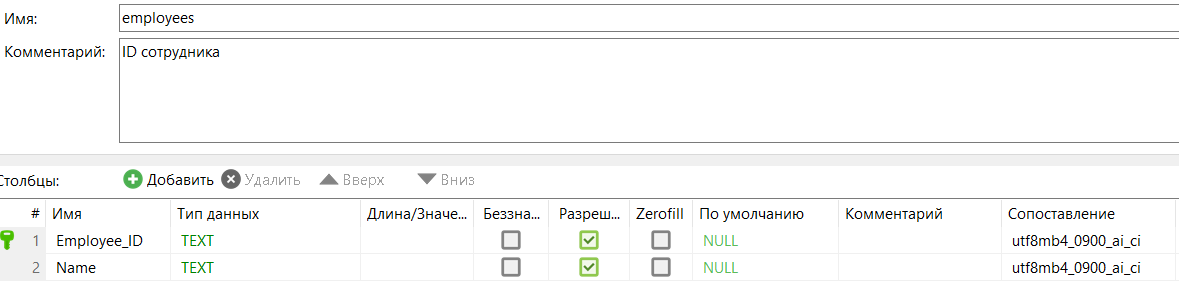 Имя: employees
Комментарий: ID сотрудника
Столбцы: Добавить Удалить Вверх Вниз
# Имя Тип данных Длина/Значе... Беззна... Разреш... Zerofill По умолчанию Комментарий Сопоставление
1 Employee_ID TEXT NULL utf8mb4_0900_ai_ci
2 Name TEXT NULL utf8mb4_0900_ai_ci